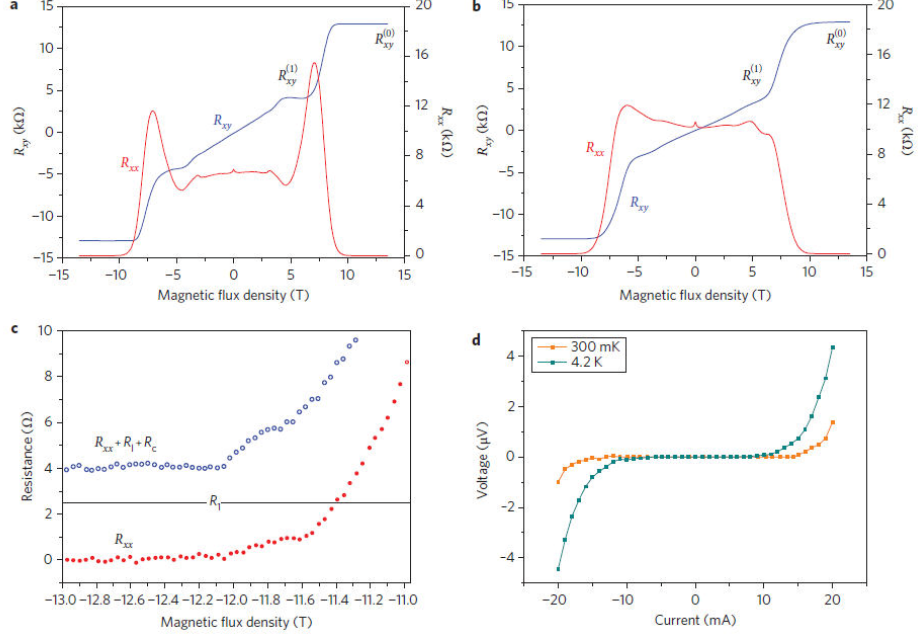 a
15
10
5
0
−5
−10
−15
R_xy (kΩ)
20
16
12
8
4
0
R_xx (kΩ)
R_xy^(0)
R_xy^(1)
R_xy
R_xx
−15 −10 −5 0 5 10 15
Magnetic flux density (T)
b
15
10
5
0
−5
−10
−15
R_xy (kΩ)
20
16
12
8
4
0
R_xx (kΩ)
R_xy^(0)
R_xy^(1)
R_xx
R_xy
−15 −10 −5 0 5 10 15
Magnetic flux density (T)
c
10
8
6
4
2
0
Resistance (Ω)
R_xx + R_l + R_c
R_l
R_xx
−13.0 −12.8 −12.6 −12.4 −12.2 −12.0 −11.8 −11.6 −11.4 −11.2 −11.0
Magnetic flux density (T)
d
300 mK
4.2 K
4
2
0
−2
−4
Voltage (μV)
−20 −10 0 10 20
Current (mA)